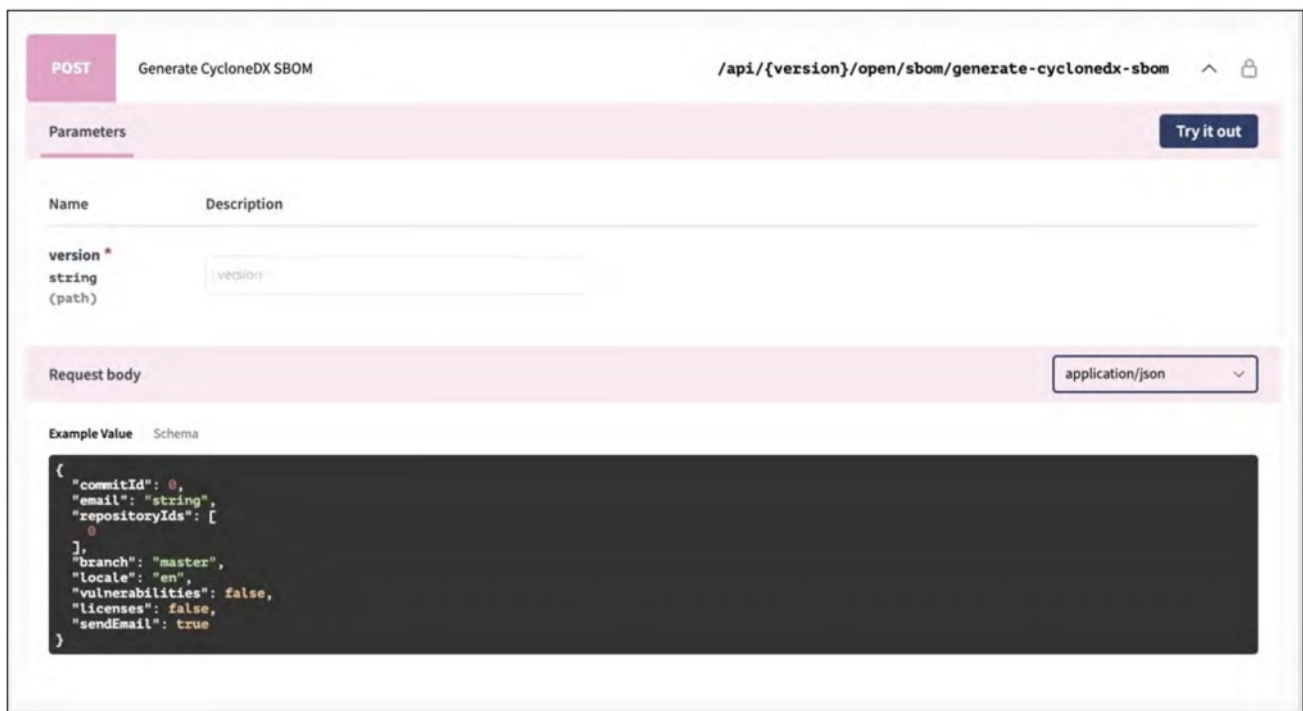 POST Generate CycloneDX SBOM /api/{version}/open/sbom/generate-cyclonedx-sbom
Parameters Try it out
Name Description
version *
string version
(path)
Request body application/json
Example Value Schema
{
"commitId": 0,
"email": "string",
"repositoryIds": [
0
],
"branch": "master",
"locale": "en",
"vulnerabilities": false,
"licenses": false,
"sendEmail": true
}